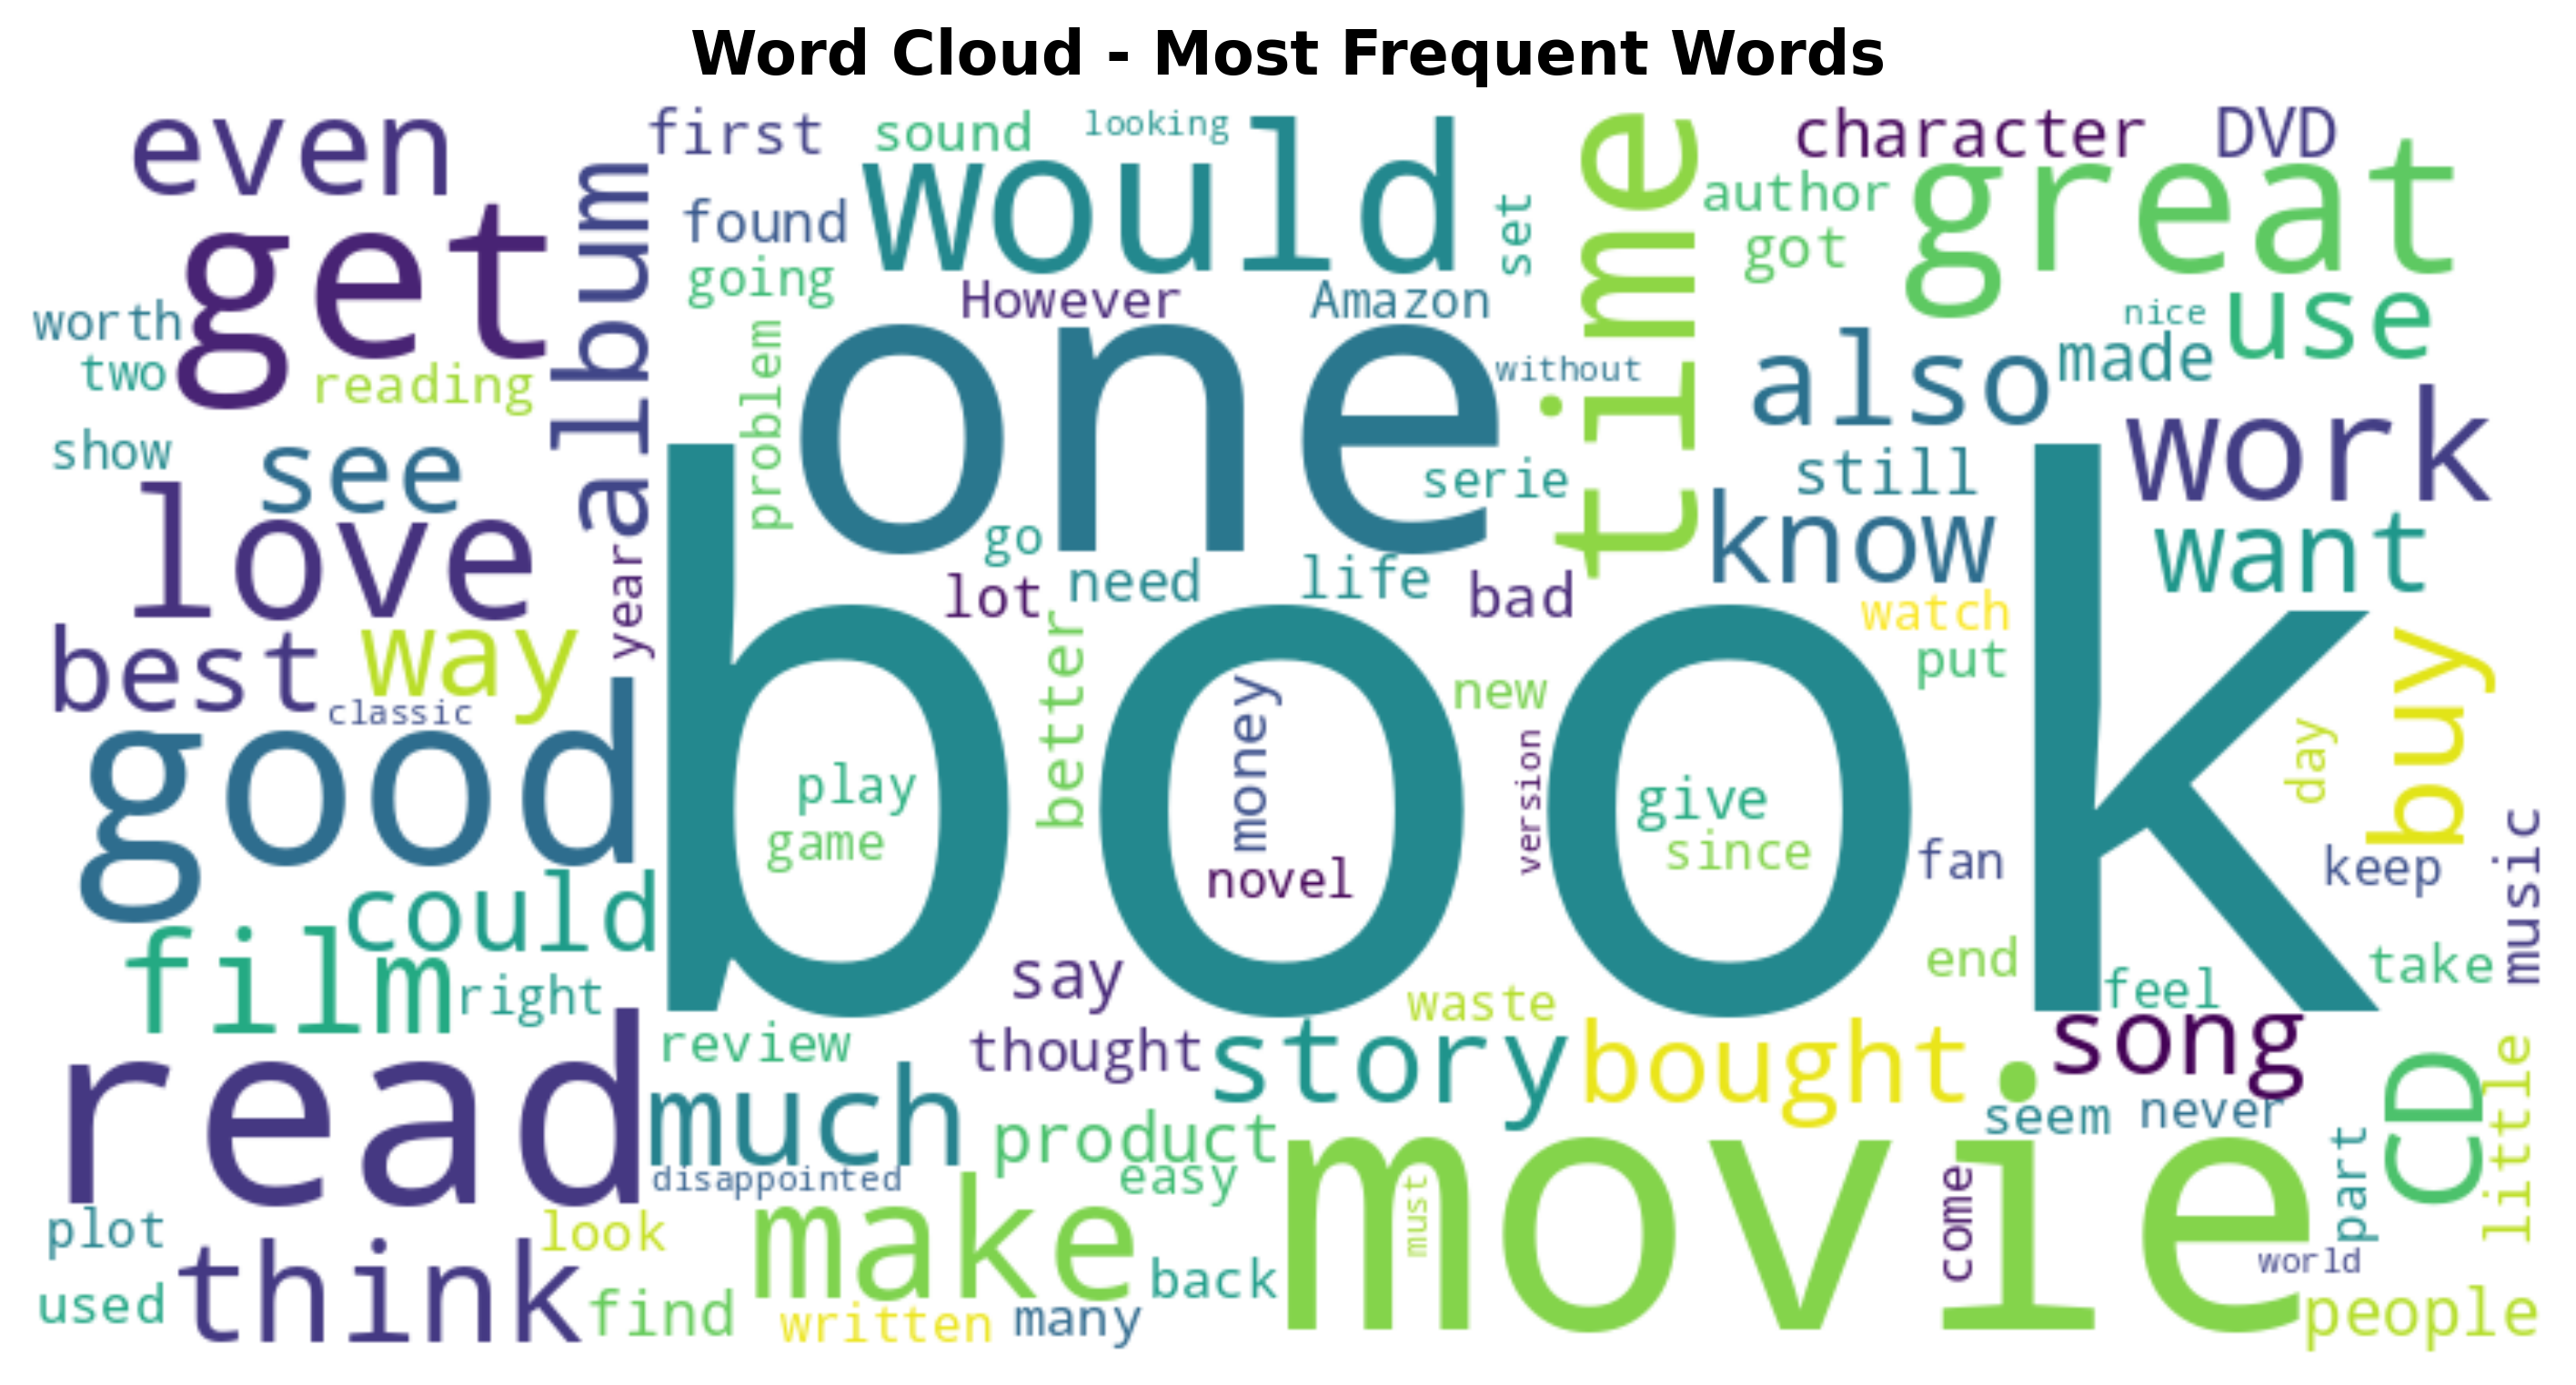 Word Cloud - Most Frequent Words
even
first
sound
looking
would
time
character
DVD
great
author
got
get
album
found
going
set
However
Amazon
nice
use
worth
two
reading
problem
one
without
also
made
work
show
see
serie
still
know
want
love
year
go
lot
need
life
bad
watch
put
best
way
classic
better
book
new
buy
day
good
play
game
money
novel
version
give
since
fan
keep
music
could
film
right
say
waste
end
feel
take
read
review
thought
story
bought
song
much
product
disappointed
easy
movie
must
seem
never
come
part
CD
little
plot
look
make
back
world
used
think
find
written
many
people